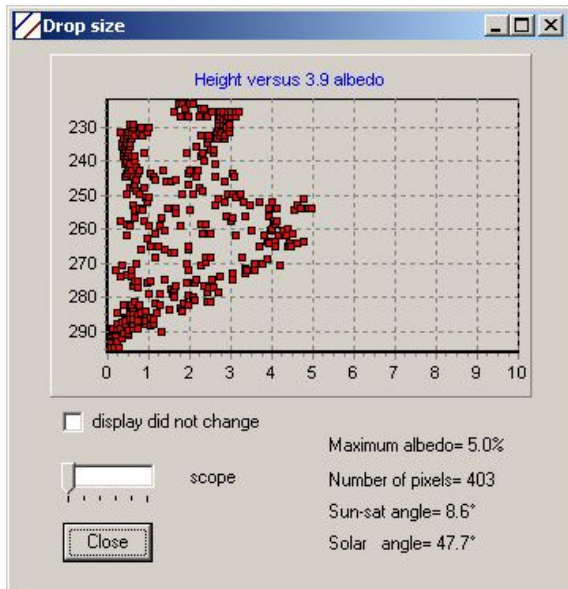 Drop size
Height versus 3.9 albedo
230
240
250
260
270
280
290
0 1 2 3 4 5 6 7 8 9 10
display did not change
scope
Maximum albedo= 5.0%
Number of pixels= 403
Sun-sat angle= 8.6°
Solar angle= 47.7°
Close